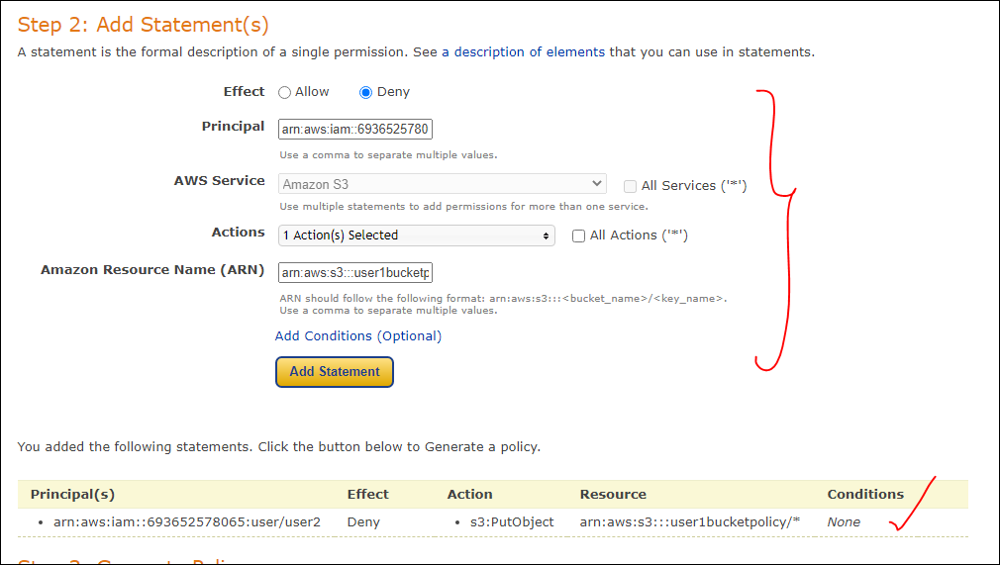 Step 2: Add Statement(s)
A statement is the formal description of a single permission. See a description of elements that you can use in statements.
Effect Allow Deny
Principal arn:aws:iam::6936525780
Use a comma to separate multiple values.
AWS Service Amazon S3 All Services ('*')
Use multiple statements to add permissions for more than one service.
Actions 1 Action(s) Selected All Actions ('*')
Amazon Resource Name (ARN) arn:aws:s3:::user1bucketp
ARN should follow the following format: arn:aws:s3:::<bucket_name>/<key_name>.
Use a comma to separate multiple values.
Add Conditions (Optional)
Add Statement
You added the following statements. Click the button below to Generate a policy.
Principal(s) Effect Action Resource Conditions
• arn:aws:iam::693652578065:user/user2 Deny • s3:PutObject arn:aws:s3:::user1bucketpolicy/* None